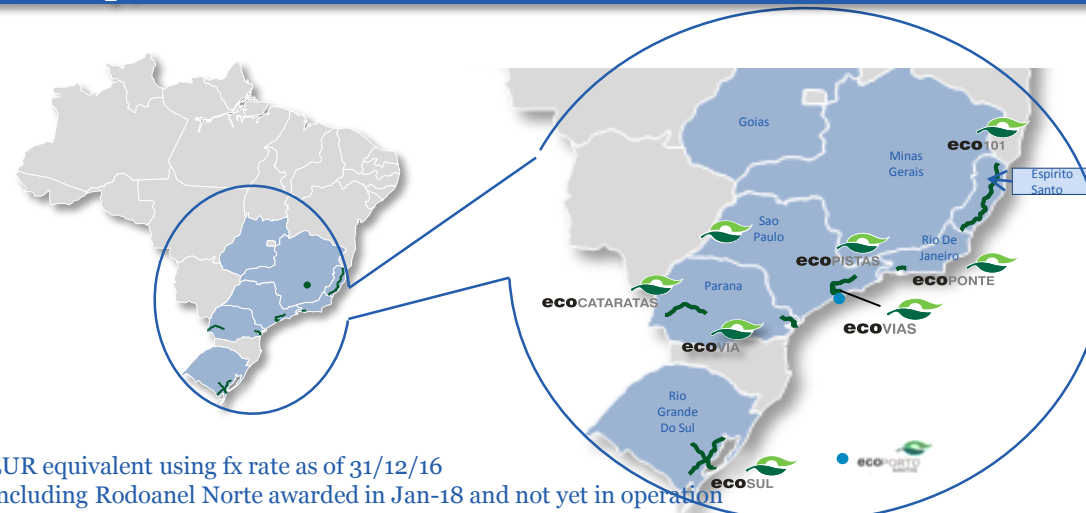 Goias
eco101
Minas
Gerais
Espirito
Santo
Sao
Paulo
ecoPISTAS
Rio De
Janeiro
ecoPONTE
Parana
ecoCATARATAS
ecoVIAS
ecoVIA
Rio
Grande
Do Sul
ecoPORTO
SANTOS
ecoSUL
EUR equivalent using fx rate as of 31/12/16
ncluding Rodoanel Norte awarded in Jan-18 and not yet in operation